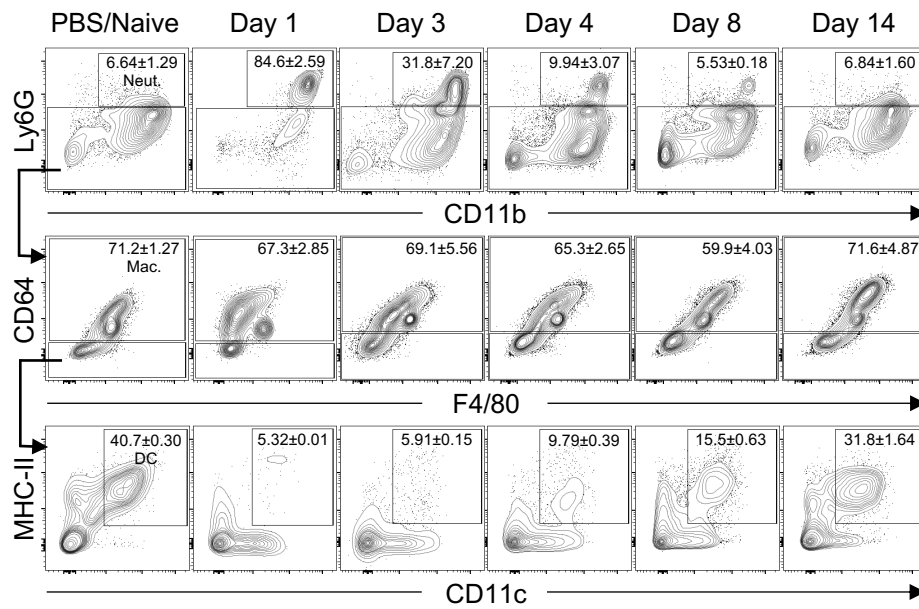 PBS/Naive Day 1 Day 3 Day 4 Day 8 Day 14
6.64±1.29 84.6±2.59 31.8±7.20 9.94±3.07 5.53±0.18 6.84±1.60
Neut.
Ly6G
CD11b
71.2±1.27 67.3±2.85 69.1±5.56 65.3±2.65 59.9±4.03 71.6±4.87
Mac.
CD64
F4/80
40.7±0.30 5.32±0.01 5.91±0.15 9.79±0.39 15.5±0.63 31.8±1.64
DC
MHC-II
CD11c